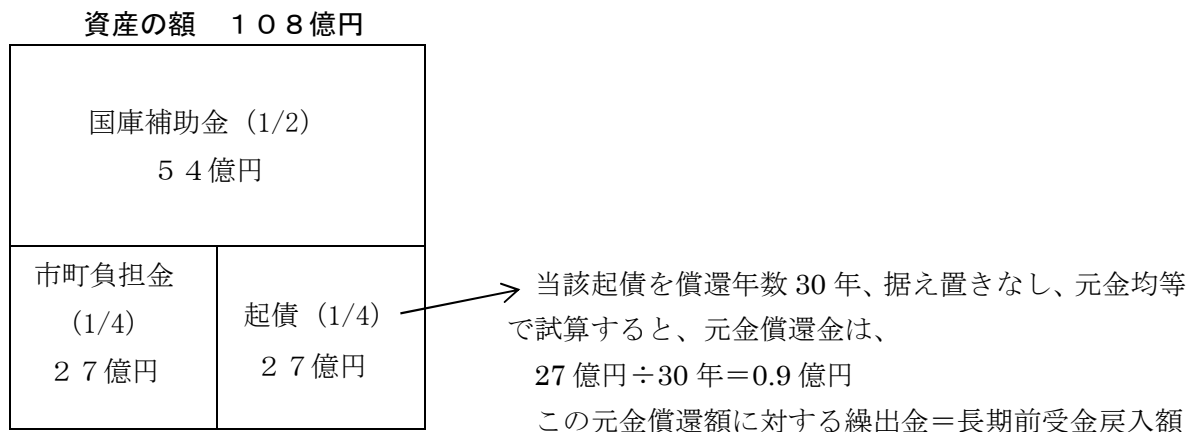 資産の額　１０８億円
国庫補助金（1/2）
５４億円
市町負担金
（1/4）
２７億円
起債（1/4）
２７億円
当該起債を償還年数 30 年、据え置きなし、元金均等
で試算すると、元金償還金は、
27 億円÷30 年＝0.9 億円
この元金償還額に対する繰出金＝長期前受金戻入額